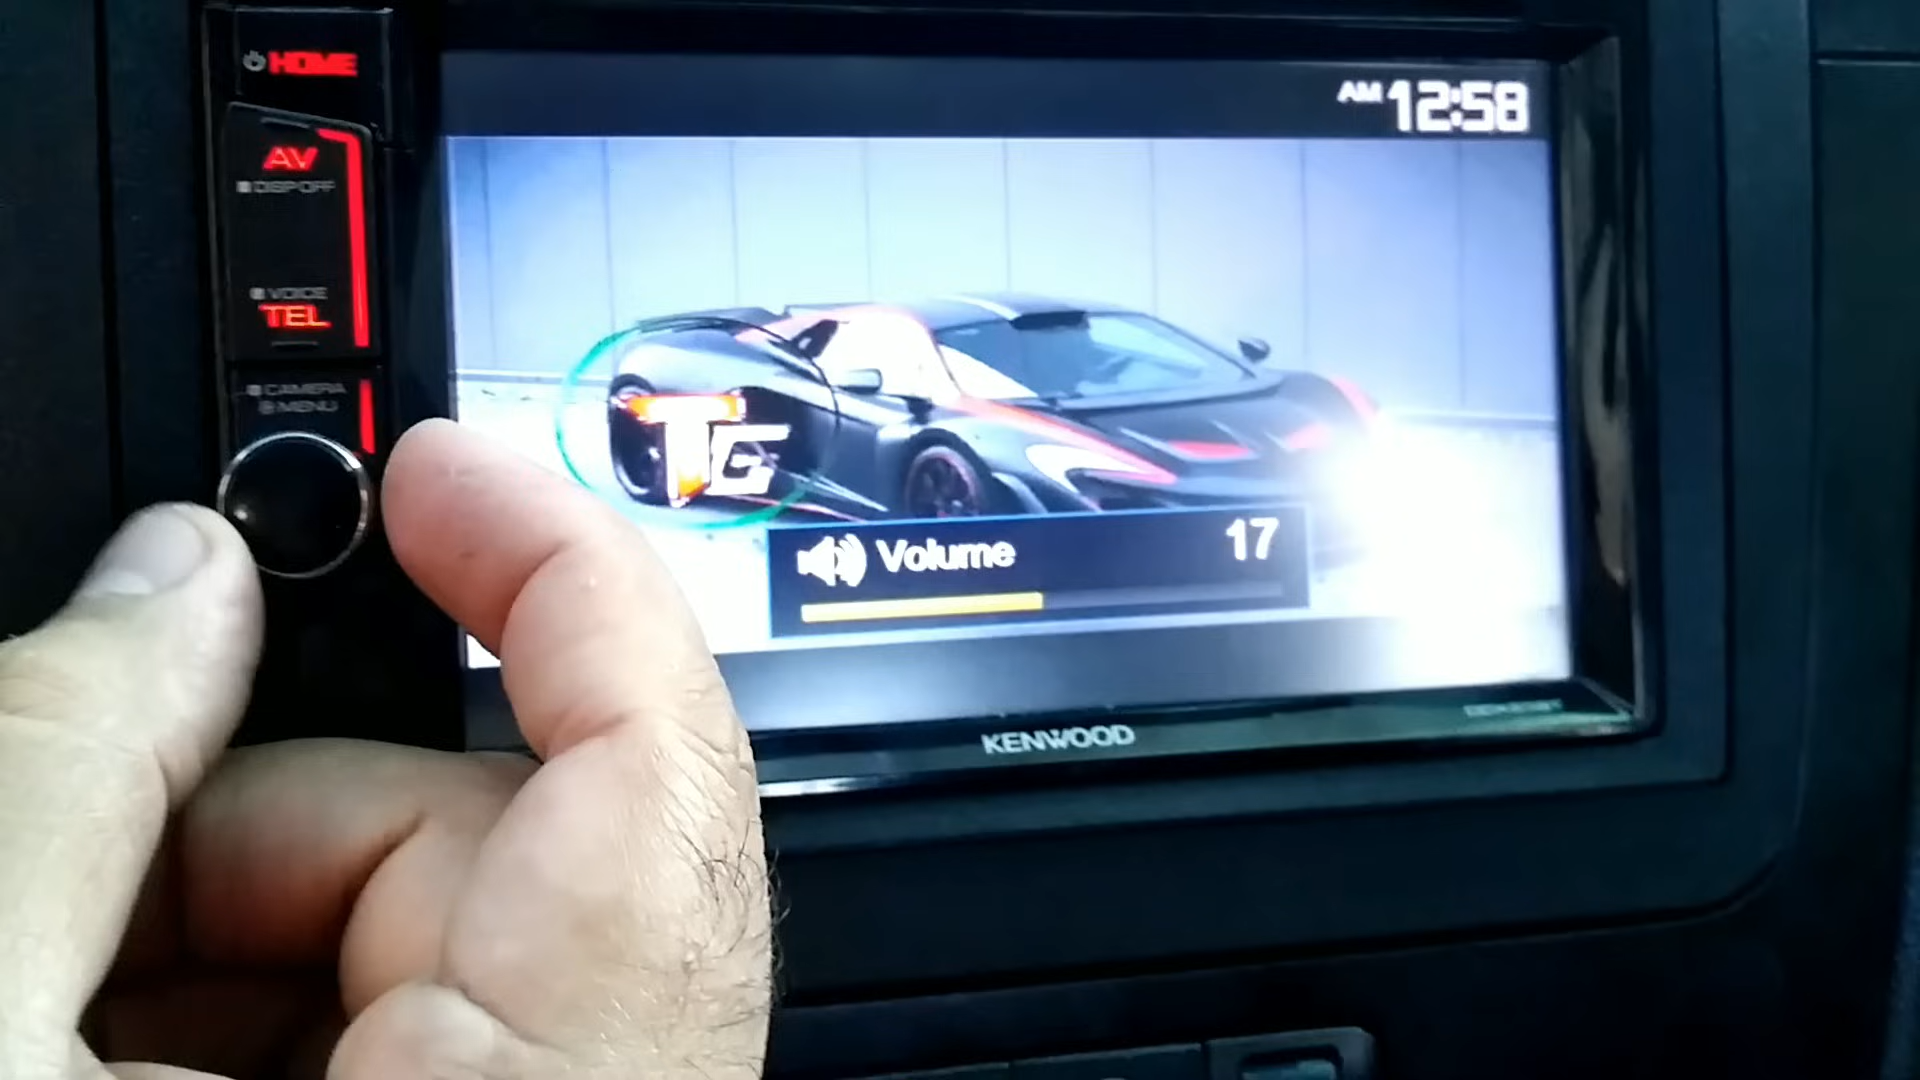 HOME
AM 12:58
AV
DISP OFF
VOICE
TEL
CAMERA
MENU
TG
Volume 17
KENWOOD